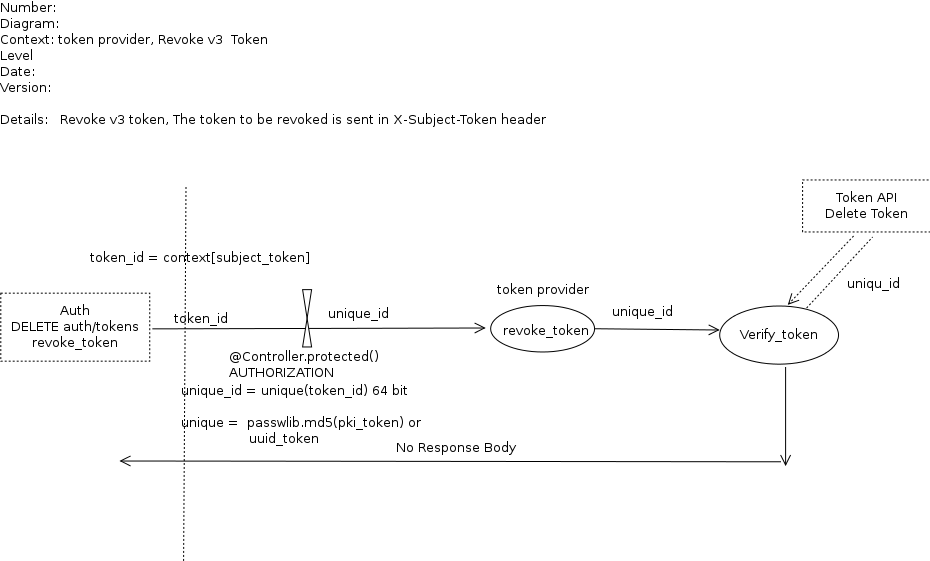 Number:
Diagram:
Context: token provider, Revoke v3  Token
Level
Date:
Version:
Details:   Revoke v3 token, The token to be revoked is sent in X-Subject-Token header
Token API
Delete Token
token_id = context[subject_token]
uniqu_id
token provider
Auth
DELETE auth/tokens
revoke_token
token_id
unique_id
revoke_token
unique_id
Verify_token
@Controller.protected()
AUTHORIZATION
unique_id = unique(token_id) 64 bit
unique =  passwlib.md5(pki_token) or
uuid_token
No Response Body